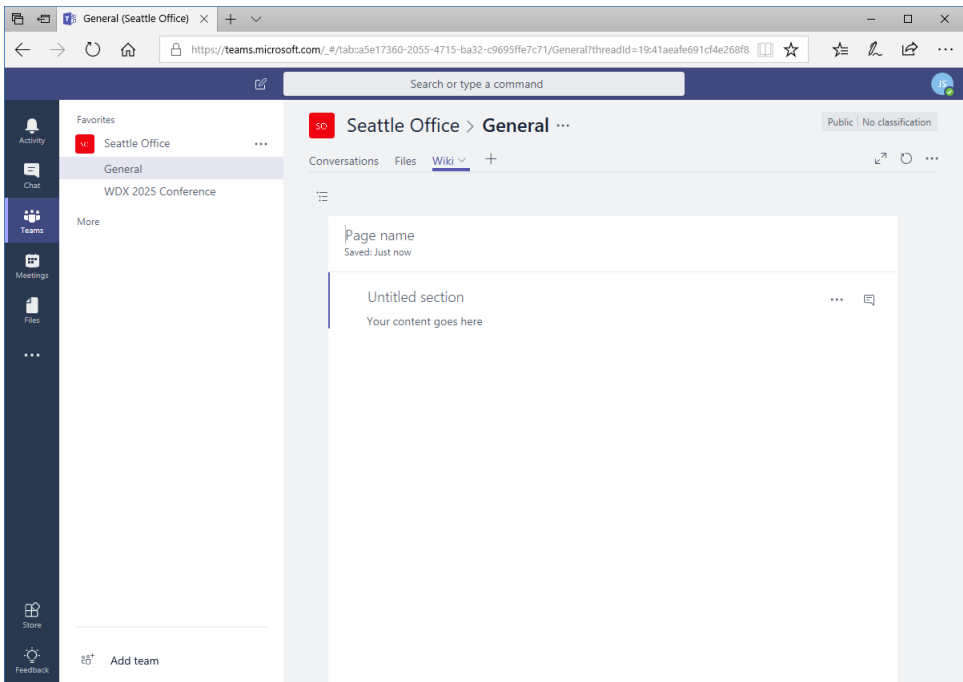 General (Seattle Office)
https://teams.microsoft.com/_#/tab::a5e17360-2055-4715-ba32-c9695ffe7c71/General?threadId=19:41aeafe691cf4e268f8.
Search or type a command
JS
Activity
Chat
Teams
Meetings
Files
Store
Feedback
Favorites
Seattle Office
General
WDX 2025 Conference
More
Add team
SO
Seattle Office > General
Public | No classification
Conversations Files Wiki
Page name
Saved: Just now
Untitled section
Your content goes here